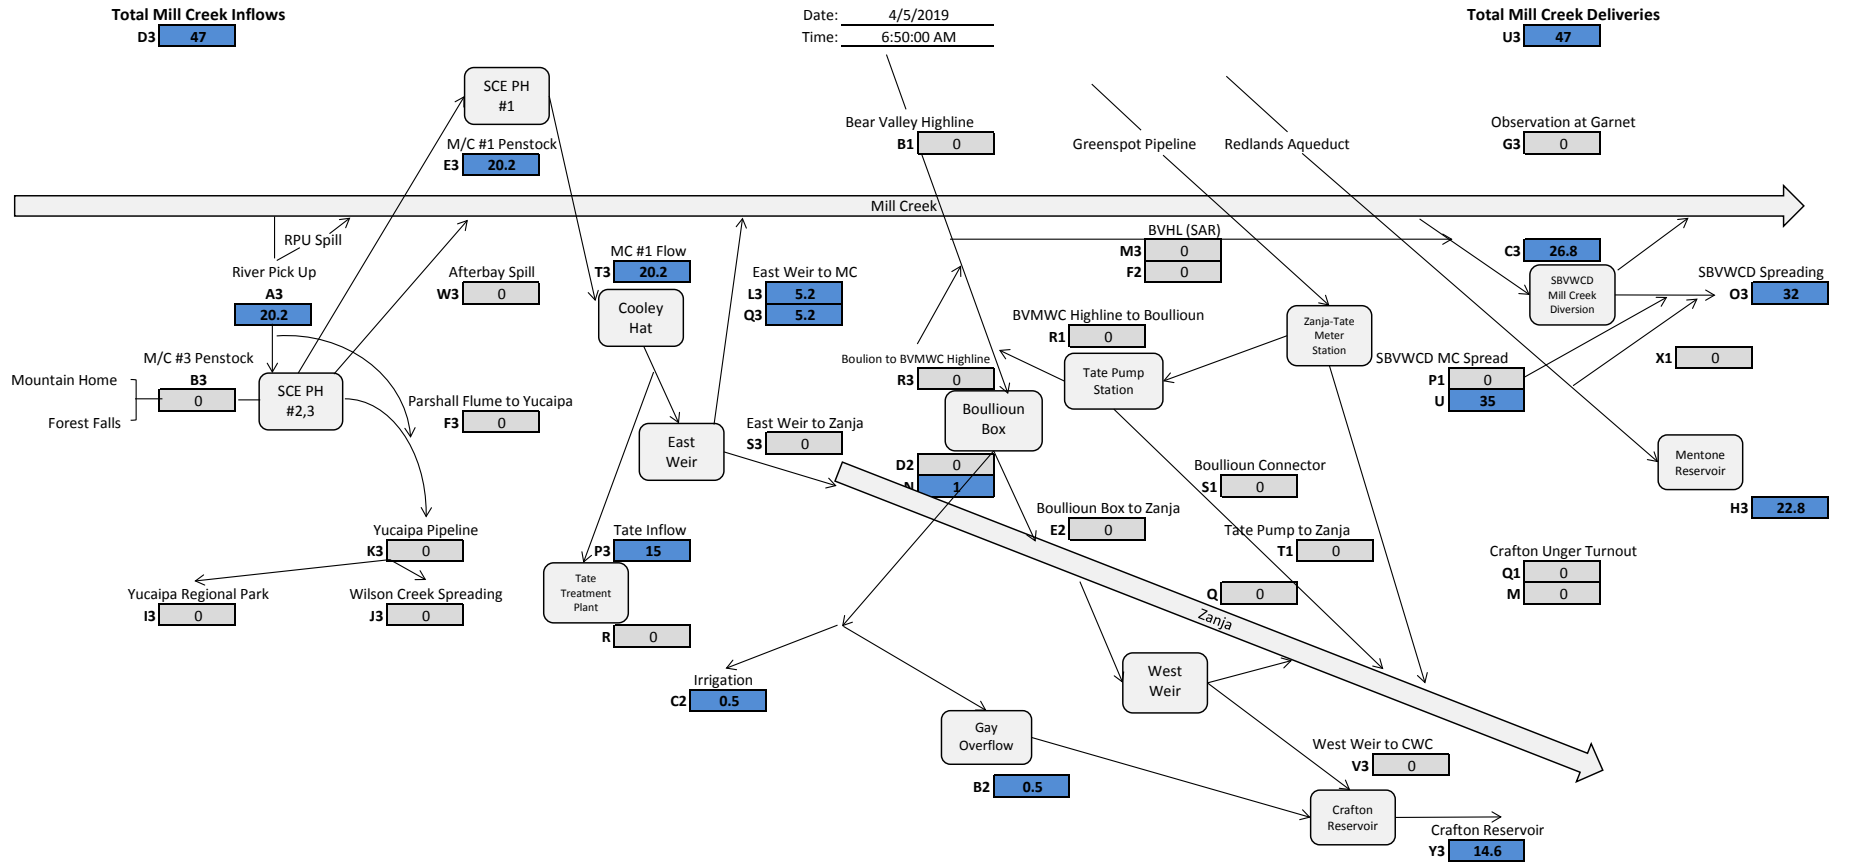 Total Mill Creek Inflows
D3 47
Date: 4/5/2019
Time: 6:50:00 AM
Total Mill Creek Deliveries
U3 47
SCE PH
#1
M/C #1 Penstock
E3 20.2
Bear Valley Highline
B1 0
Greenspot Pipeline
Redlands Aqueduct
Observation at Garnet
G3 0
Mill Creek
RPU Spill
River Pick Up
A3
20.2
Afterbay Spill
W3 0
MC #1 Flow
T3 20.2
Cooley
Hat
East Weir to MC
L3 5.2
Q3 5.2
BVHL (SAR)
M3 0
F2 0
C3 26.8
SBVWCD
Mill Creek
Diversion
SBVWCD Spreading
O3 32
M/C #3 Penstock
B3
0
Mountain Home
Forest Falls
SCE PH
#2,3
Parshall Flume to Yucaipa
F3 0
BVMWC Highline to Boullioun
R1 0
Boulion to BVMWC Highline
R3 0
Tate Pump
Station
Zanja-Tate
Meter
Station
SBVWCD MC Spread
P1 0
U 35
X1 0
Boullioun
Box
East
Weir
East Weir to Zanja
S3 0
D2 0
N 1
Boullioun Connector
S1 0
Mentone
Reservoir
H3 22.8
Boullioun Box to Zanja
E2 0
Tate Pump to Zanja
T1 0
Yucaipa Pipeline
K3 0
Tate Inflow
P3 15
Tate
Treatment
Plant
R 0
Crafton Unger Turnout
Q1 0
M 0
Yucaipa Regional Park
I3 0
Wilson Creek Spreading
J3 0
Q 0
Zanja
West
Weir
Irrigation
C2 0.5
Gay
Overflow
B2 0.5
West Weir to CWC
V3 0
Crafton
Reservoir
Crafton Reservoir
Y3 14.6